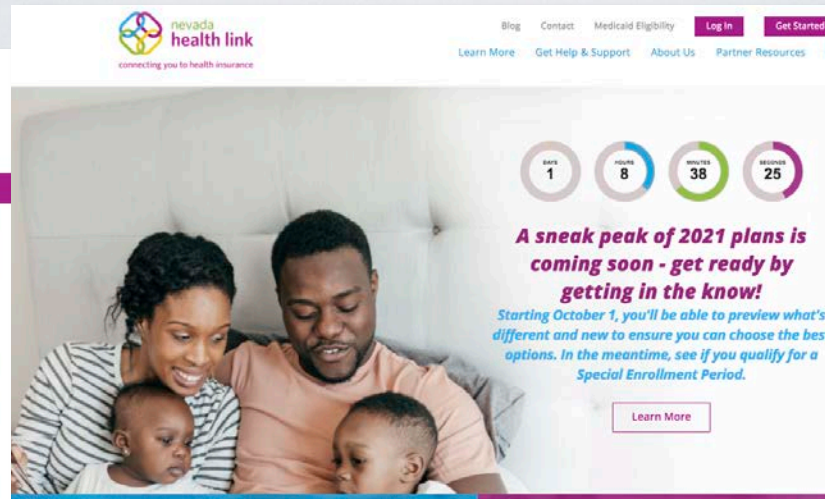 nevada
health link
connecting you to health insurance
Blog Contact Medicaid Eligibility Log In Get Started
Learn More Get Help & Support About Us Partner Resources
DAYS HOURS MINUTES SECONDS
1 8 38 25
A sneak peak of 2021 plans is
coming soon - get ready by
getting in the know!
Starting October 1, you'll be able to preview what's
different and new to ensure you can choose the bes
options. In the meantime, see if you qualify for a
Special Enrollment Period.
Learn More